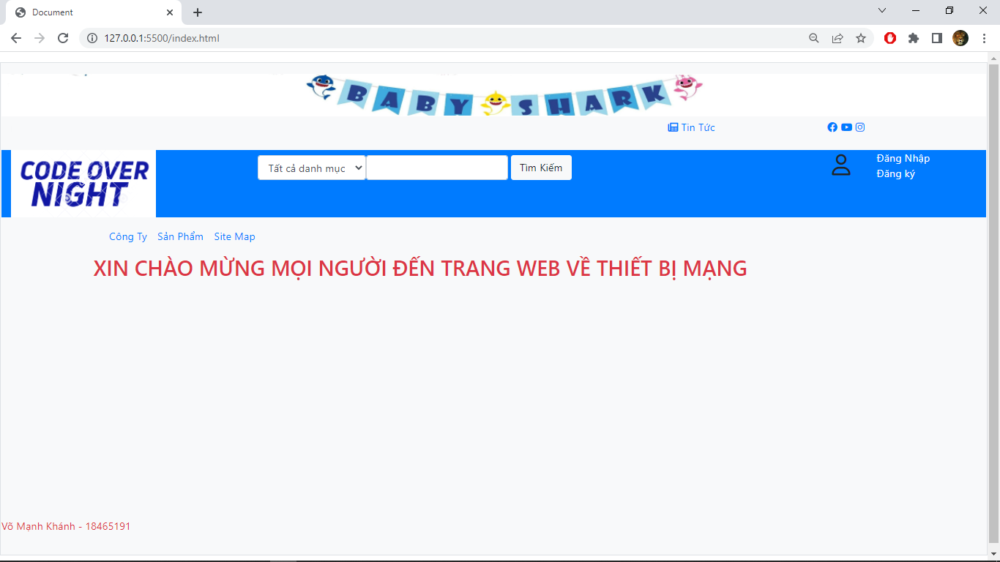 Document
127.0.0.1:5500/index.html
BABY SHARK
Tin Tức
CODE OVER
NIGHT
Tất cả danh mục
Tìm Kiếm
Đăng Nhập
Đăng ký
Công Ty Sản Phẩm Site Map
XIN CHÀO MỪNG MỌI NGƯỜI ĐẾN TRANG WEB VỀ THIẾT BỊ MẠNG
Võ Mạnh Khánh - 18465191